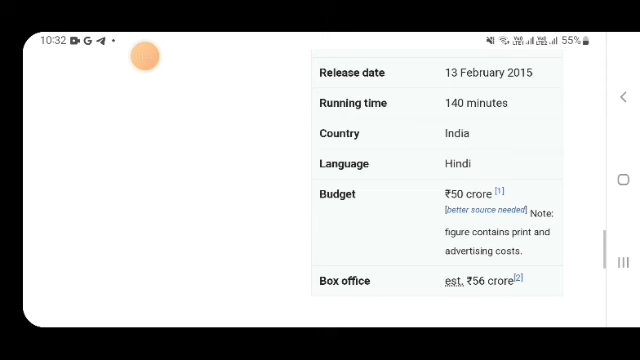 10:32 G 55%
Release date 13 February 2015
Running time 140 minutes
Country India
Language Hindi
Budget ₹50 crore [1]
[better source needed] Note:
figure contains print and
advertising costs.
Box office est. ₹56 crore[2]